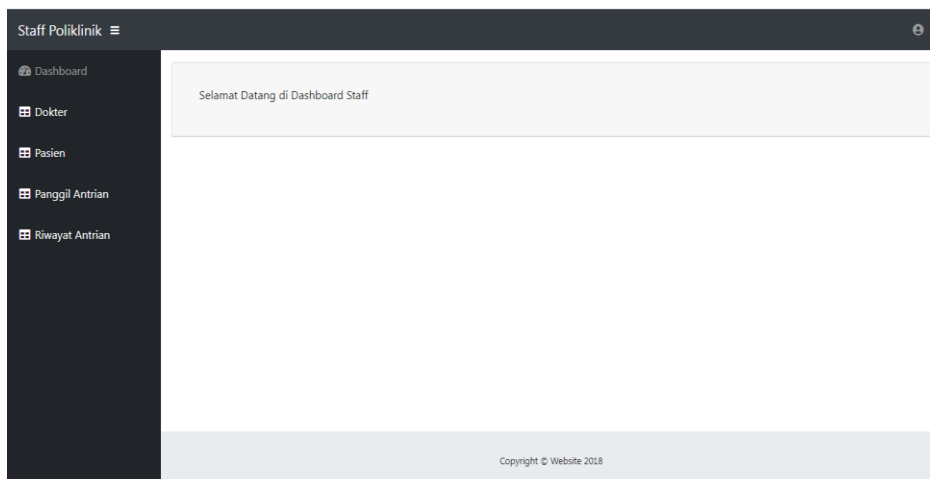 Staff Poliklinik
Dashboard
Dokter
Pasien
Panggil Antrian
Riwayat Antrian
Selamat Datang di Dashboard Staff
Copyright © Website 2018